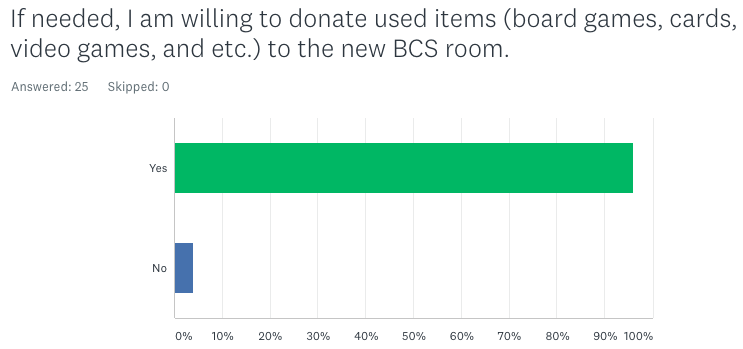 If needed, I am willing to donate used items (board games, cards,
video games, and etc.) to the new BCS room.
Answered: 25 Skipped: 0
Yes
No
0% 10% 20% 30% 40% 50% 60% 70% 80% 90% 100%